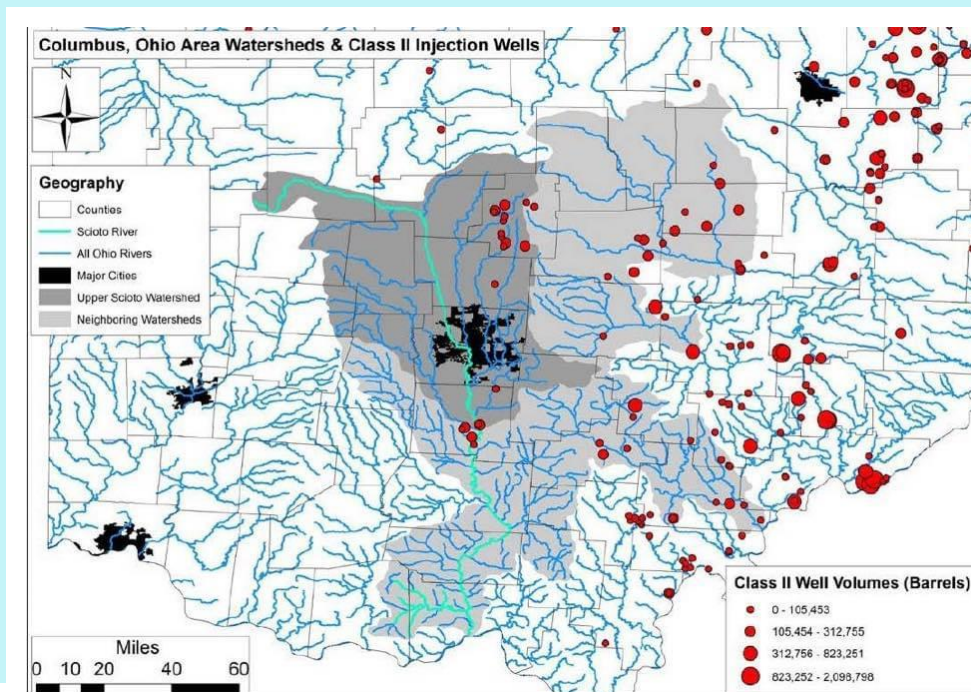 Columbus, Ohio Area Watersheds & Class II Injection Wells
N
Geography
Counties
Scioto River
All Ohio Rivers
Major Cities
Upper Scioto Watershed
Neighboring Watersheds
Class II Well Volumes (Barrels)
0 - 105,453
105,454 - 312,755
312,756 - 823,251
823,252 - 2,098,798
Miles
0 10 20 40 60